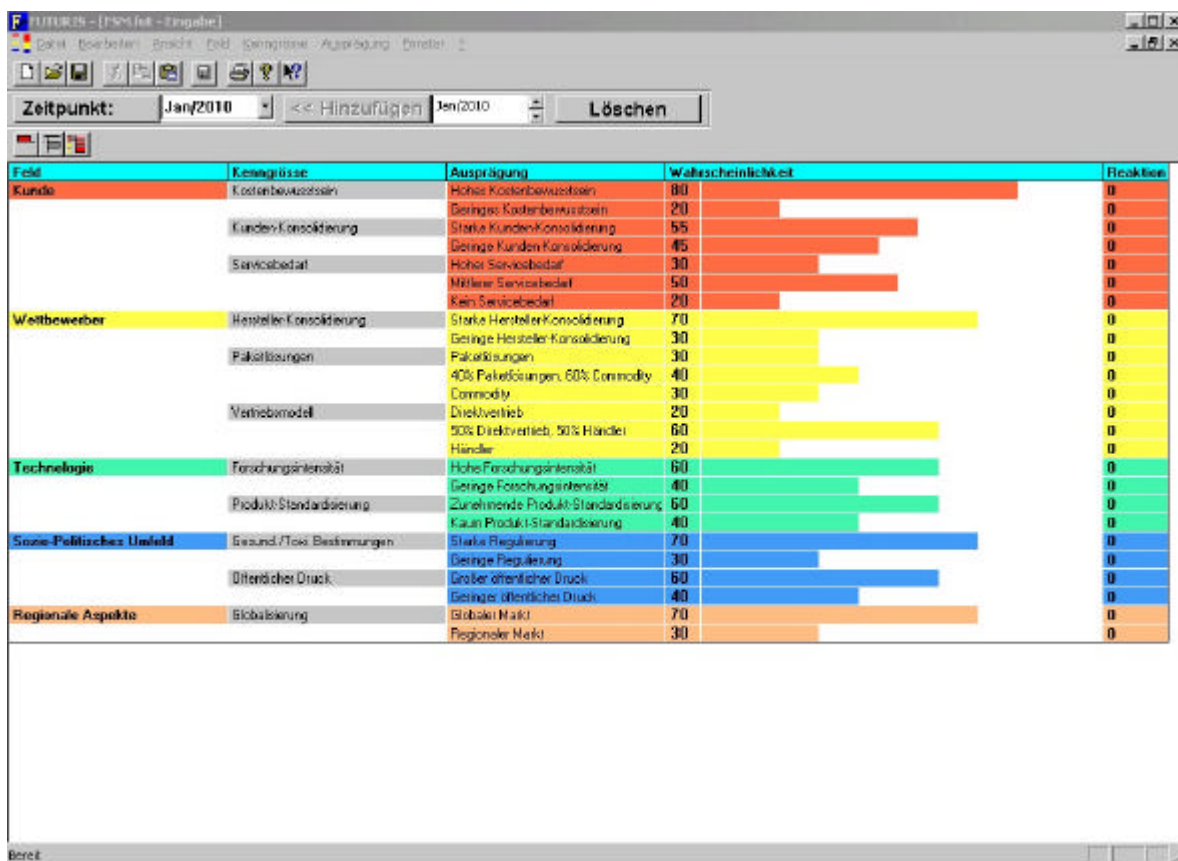 FUTURIS - [FSM.fut - Eingabe]
Datei Bearbeiten Ansicht Feld Kenngrösse Ausprägung Fenster ?
Zeitpunkt: Jan/2010 << Hinzufügen Jan/2010 Löschen
Feld Kenngrösse Ausprägung Wahrscheinlichkeit Reaktion
Kunde Kostenbewusstsein Hohes Kostenbewusstsein 80 0
Geringes Kostenbewusstsein 20 0
Kunden-Konsolidierung Starke Kunden-Konsolidierung 55 0
Geringe Kunden-Konsolidierung 45 0
Servicebedarf Hoher Servicebedarf 30 0
Mittlerer Servicebedarf 50 0
Kein Servicebedarf 20 0
Wettbewerber Hersteller-Konsolidierung Starke Hersteller-Konsolidierung 70 0
Geringe Hersteller-Konsolidierung 30 0
Paketlösungen Paketlösungen 30 0
40% Paketlösungen, 60% Commodity 40 0
Commodity 30 0
Vertriebsmodell Direktvertrieb 20 0
50% Direktvertrieb, 50% Händler 60 0
Händler 20 0
Technologie Forschungsintensität Hohe Forschungsintensität 60 0
Geringe Forschungsintensität 40 0
Produkt-Standardisierung Zunehmende Produkt-Standardisierung 60 0
Kaum Produkt-Standardisierung 40 0
Sozio-Politisches Umfeld Gesund./Toxi. Bestimmungen Starke Regulierung 70 0
Geringe Regulierung 30 0
Öffentlicher Druck Großer öffentlicher Druck 60 0
Geringer öffentlicher Druck 40 0
Regionale Aspekte Globalisierung Globaler Markt 70 0
Regionaler Markt 30 0
Bereit